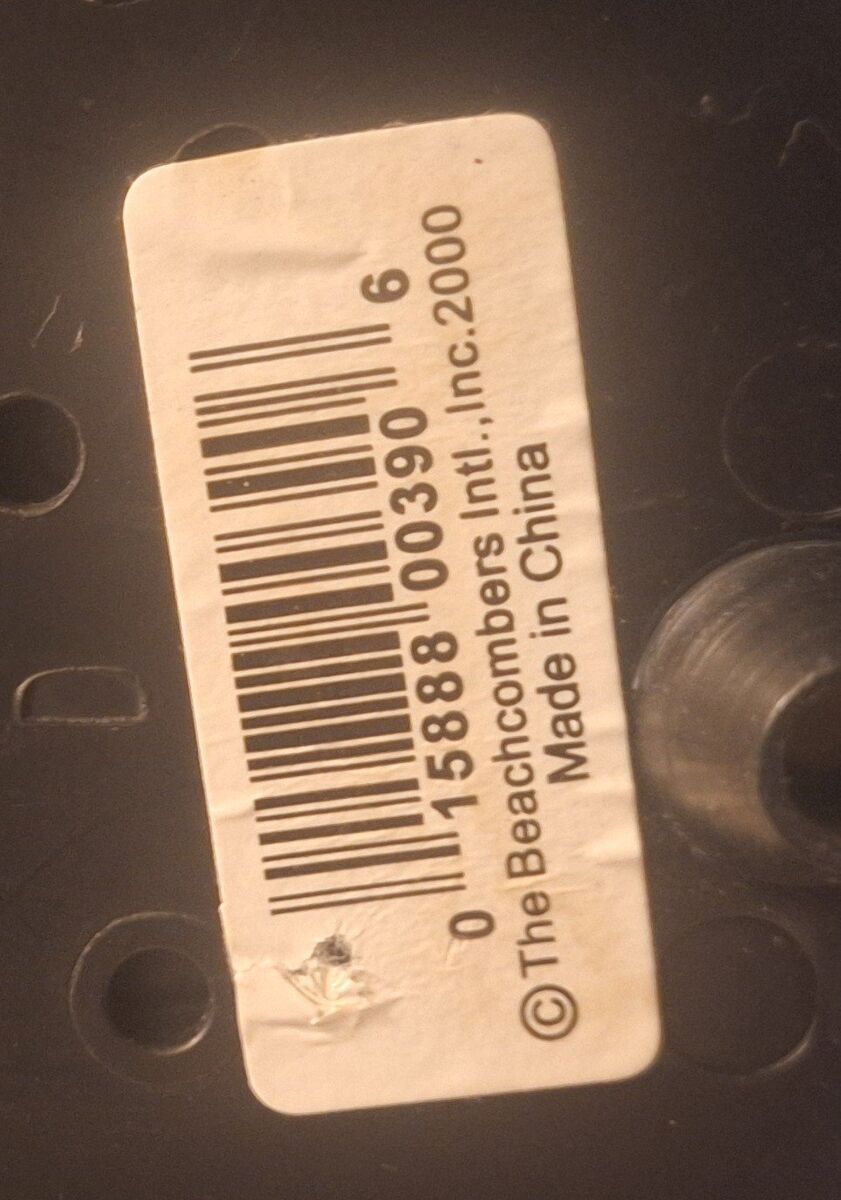 0 15888 00390 6
© The Beachcombers Intl.,Inc.2000
Made in China